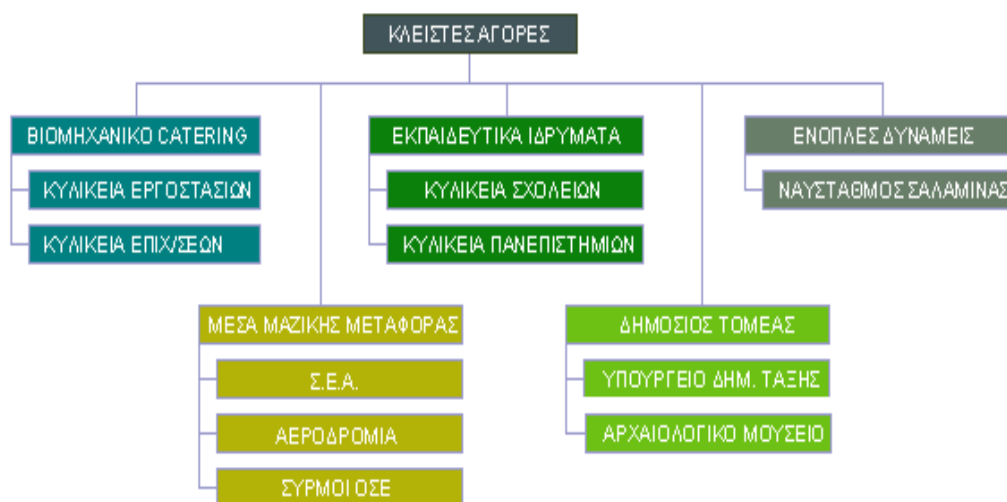 ΚΛΕΙΣΤΕΣ ΑΓΟΡΕΣ
ΒΙΟΜΗΧΑΝΙΚΟ CATERING
ΚΥΛΙΚΕΙΑ ΕΡΓΟΣΤΑΣΙΩΝ
ΚΥΛΙΚΕΙΑ ΕΠΙΧ/ΣΕΩΝ
ΕΚΠΑΙΔΕΥΤΙΚΑ ΙΔΡΥΜΑΤΑ
ΚΥΛΙΚΕΙΑ ΣΧΟΛΕΙΩΝ
ΚΥΛΙΚΕΙΑ ΠΑΝΕΠΙΣΤΗΜΙΩΝ
ΕΝΟΠΛΕΣ ΔΥΝΑΜΕΙΣ
ΝΑΥΣΤΑΘΜΟΣ ΣΑΛΑΜΙΝΑΣ
ΜΕΣΑ ΜΑΖΙΚΗΣ ΜΕΤΑΦΟΡΑΣ
Σ.Ε.Α.
ΑΕΡΟΔΡΟΜΙΑ
ΣΥΡΜΟΙ ΟΣΕ
ΔΗΜΟΣΙΟΣ ΤΟΜΕΑΣ
ΥΠΟΥΡΓΕΙΟ ΔΗΜ. ΤΑΞΗΣ
ΑΡΧΑΙΟΛΟΓΙΚΟ ΜΟΥΣΕΙΟ